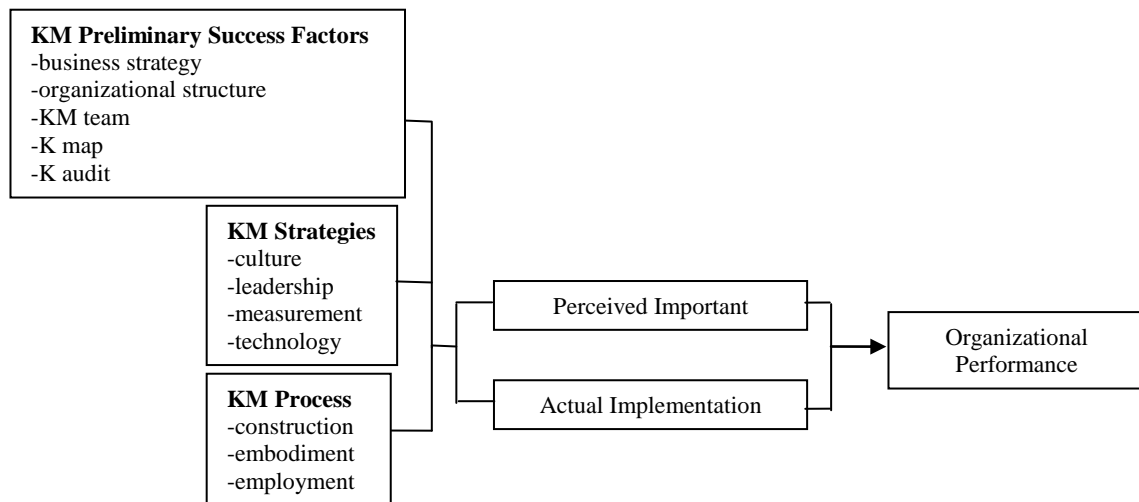 KM Preliminary Success Factors
-business strategy
-organizational structure
-KM team
-K map
-K audit
KM Strategies
-culture
-leadership
-measurement
-technology
KM Process
-construction
-embodiment
-employment
Perceived Important
Actual Implementation
Organizational
Performance